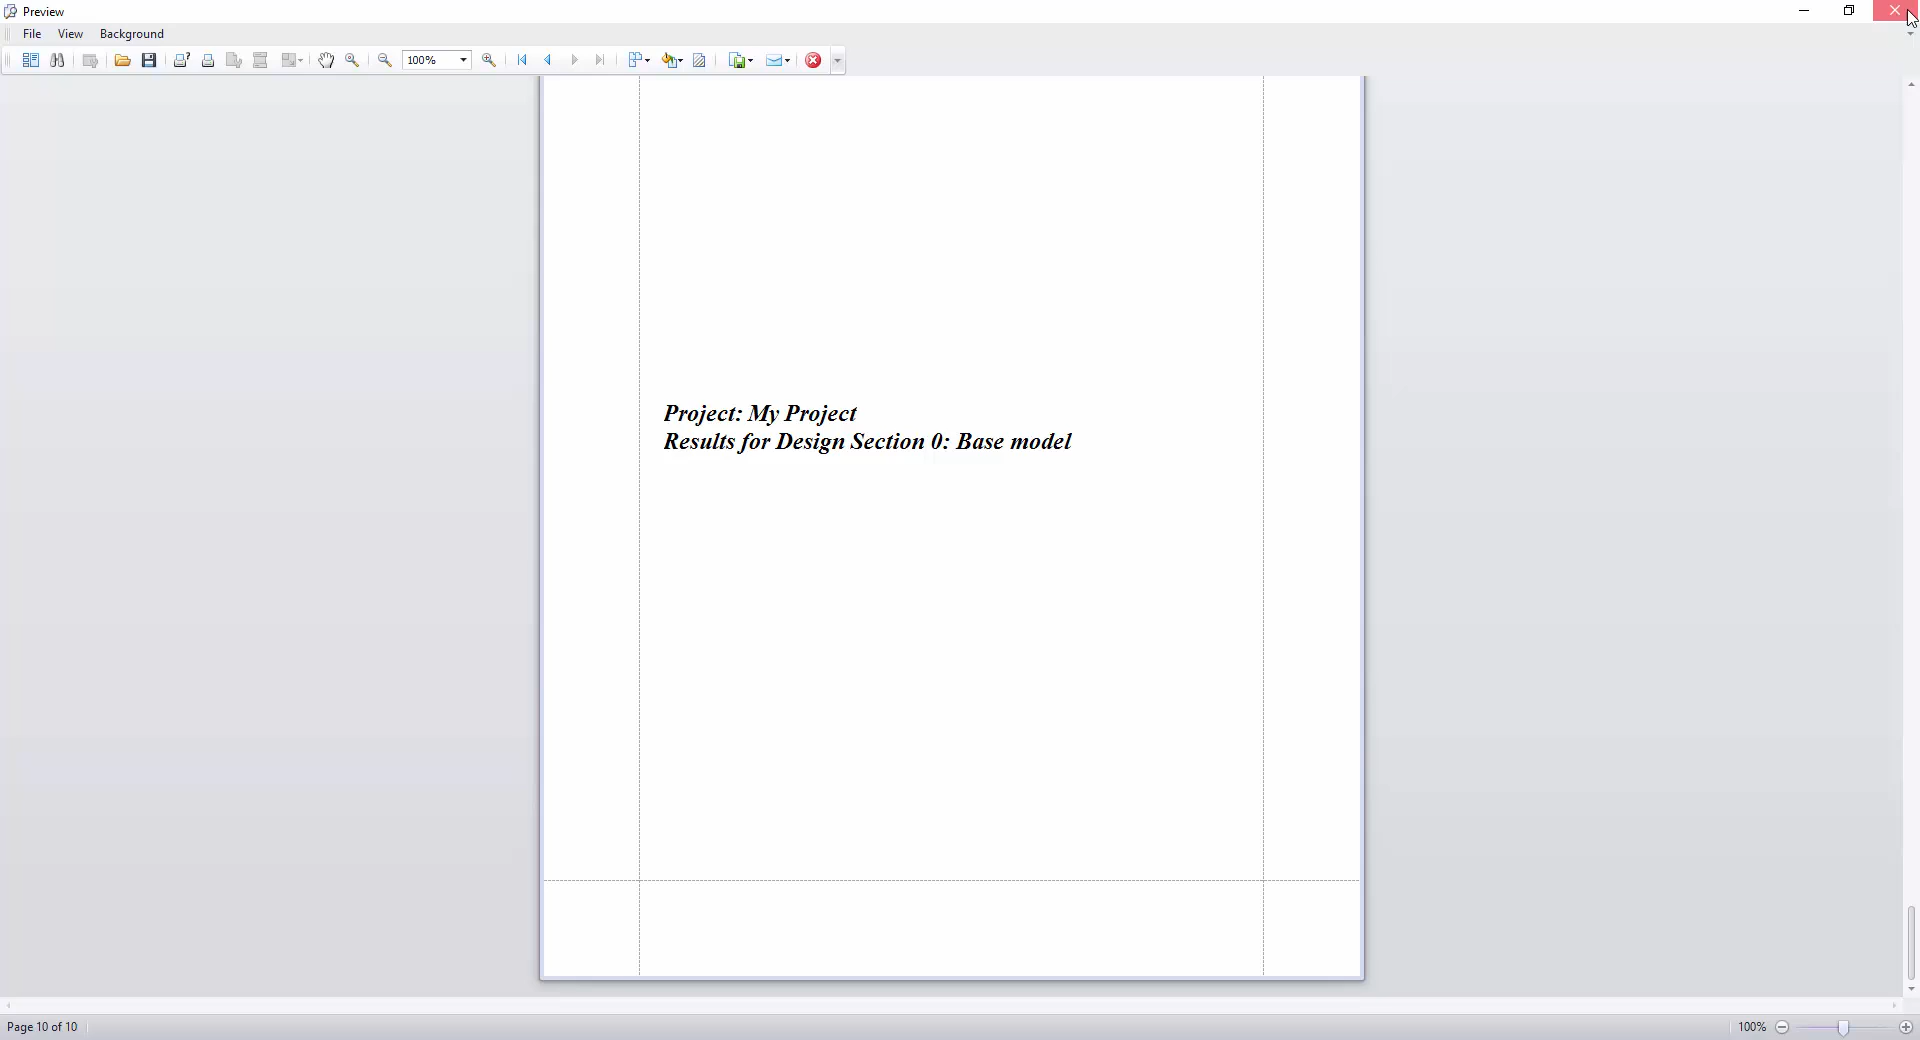 Preview
File View Background
100%
Project: My Project
Results for Design Section 0: Base model
Page 10 of 10
100%